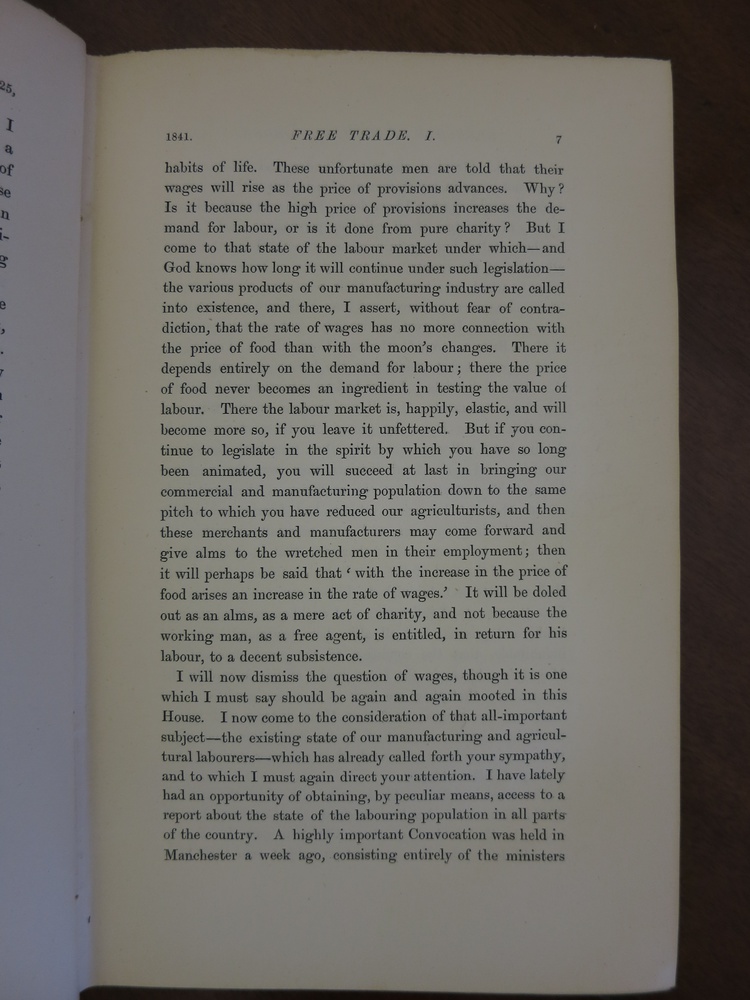 25,
I
a
of
se
n
i-
g
e
,
.
1841. FREE TRADE. I. 7
habits of life. These unfortunate men are told that their
wages will rise as the price of provisions advances. Why?
Is it because the high price of provisions increases the de-
mand for labour, or is it done from pure charity? But I
come to that state of the labour market under which—and
God knows how long it will continue under such legislation—
the various products of our manufacturing industry are called
into existence, and there, I assert, without fear of contra-
diction, that the rate of wages has no more connection with
the price of food than with the moon's changes. There it
depends entirely on the demand for labour; there the price
of food never becomes an ingredient in testing the value of
labour. There the labour market is, happily, elastic, and will
become more so, if you leave it unfettered. But if you con-
tinue to legislate in the spirit by which you have so long
been animated, you will succeed at last in bringing our
commercial and manufacturing population down to the same
pitch to which you have reduced our agriculturists, and then
these merchants and manufacturers may come forward and
give alms to the wretched men in their employment; then
it will perhaps be said that ‘with the increase in the price of
food arises an increase in the rate of wages.’ It will be doled
out as an alms, as a mere act of charity, and not because the
working man, as a free agent, is entitled, in return for his
labour, to a decent subsistence.
I will now dismiss the question of wages, though it is one
which I must say should be again and again mooted in this
House. I now come to the consideration of that all-important
subject—the existing state of our manufacturing and agricul-
tural labourers—which has already called forth your sympathy,
and to which I must again direct your attention. I have lately
had an opportunity of obtaining, by peculiar means, access to a
report about the state of the labouring population in all parts
of the country. A highly important Convocation was held in
Manchester a week ago, consisting entirely of the ministers